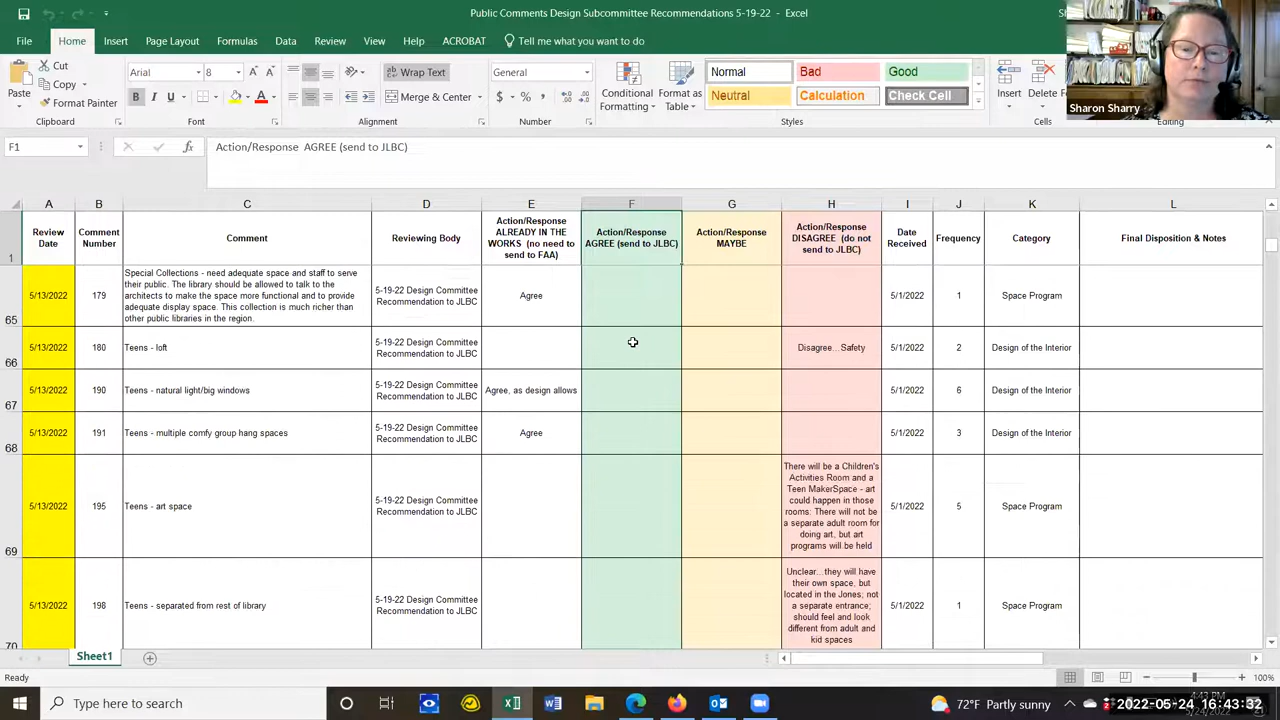 Public Comments Design Subcommittee Recommendations 5-19-22 - Excel
File
Home
Insert
Page Layout
Formulas
Data
Review
View
Help
ACROBAT
Tell me what you want to do
Paste
Cut
Copy
Format Painter
Clipboard
Arial
8
Font
Wrap Text
Merge & Center
Alignment
General
Number
Conditional
Formatting
Format as
Table
Normal
Bad
Good
Neutral
Calculation
Check Cell
Styles
Insert
Delete
Cells
Editing
Sharon Sharry
F1
Action/Response  AGREE (send to JLBC)
A
B
C
D
E
F
G
H
I
J
K
L
1
Review
Date
Comment
Number
Comment
Reviewing Body
Action/Response
ALREADY IN THE
WORKS  (no need to
send to FAA)
Action/Response
AGREE (send to JLBC)
Action/Response
MAYBE
Action/Response
DISAGREE  (do not
send to JLBC)
Date
Received
Frequency
Category
Final Disposition & Notes
65
5/13/2022
179
Special Collections - need adequate space and staff to serve
their public. The library should be allowed to talk to the
architects to make the space more functional and to provide
adequate display space. This collection is much richer than
other public libraries in the region.
5-19-22 Design Committee
Recommendation to JLBC
Agree
5/1/2022
1
Space Program
66
5/13/2022
180
Teens - loft
5-19-22 Design Committee
Recommendation to JLBC
Disagree...Safety
5/1/2022
2
Design of the Interior
67
5/13/2022
190
Teens - natural light/big windows
5-19-22 Design Committee
Recommendation to JLBC
Agree, as design allows
5/1/2022
6
Design of the Interior
68
5/13/2022
191
Teens - multiple comfy group hang spaces
5-19-22 Design Committee
Recommendation to JLBC
Agree
5/1/2022
3
Design of the Interior
69
5/13/2022
195
Teens - art space
5-19-22 Design Committee
Recommendation to JLBC
There will be a Children's
Activities Room and a
Teen MakerSpace - art
could happen in those
rooms: There will not be
a separate adult room for
doing art, but art
programs will be held
5/1/2022
5
Space Program
70
5/13/2022
198
Teens - separated from rest of library
5-19-22 Design Committee
Recommendation to JLBC
Unclear...they will have
their own space, but
located in the Jones; not
a separate entrance;
should feel and look
different from adult and
kid spaces
5/1/2022
1
Space Program
Sheet1
Ready
100%
Type here to search
72°F Partly sunny
4:43 PM
2022-05-24 16:43:32